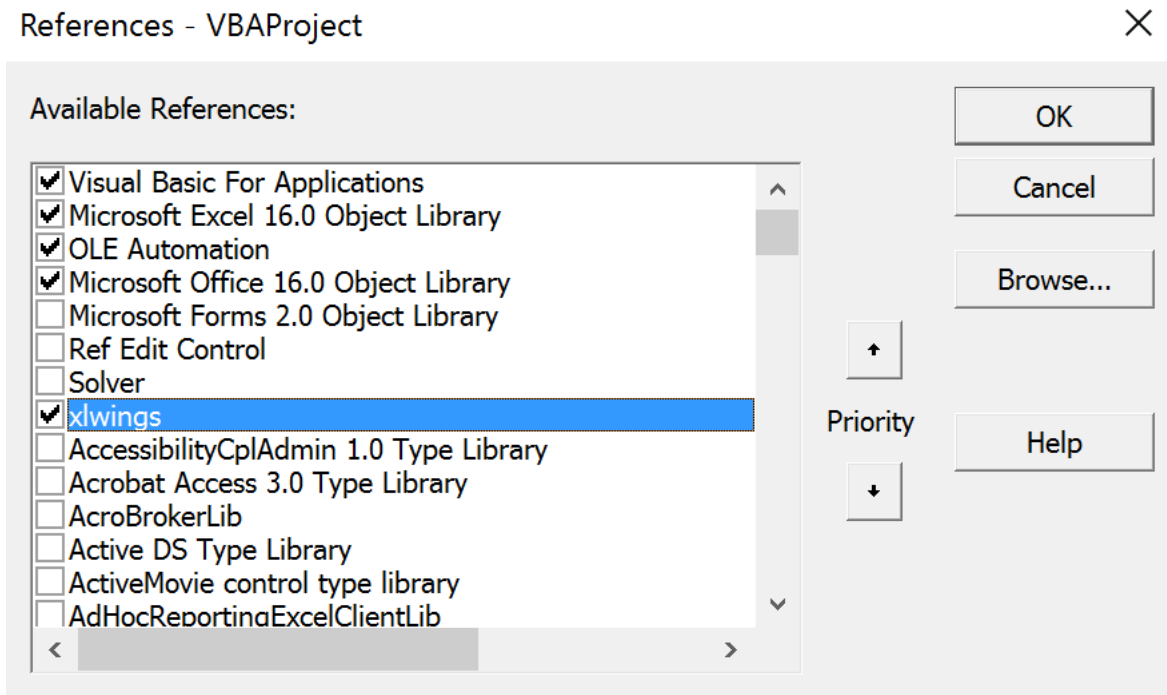 References - VBAProject
Available References:
OK
Visual Basic For Applications
Microsoft Excel 16.0 Object Library
Cancel
OLE Automation
Microsoft Office 16.0 Object Library
Browse...
Microsoft Forms 2.0 Object Library
Ref Edit Control
Solver
xlwings
Priority
Help
AccessibilityCplAdmin 1.0 Type Library
Acrobat Access 3.0 Type Library
AcroBrokerLib
Active DS Type Library
ActiveMovie control type library
AdHocReportingExcelClientLib